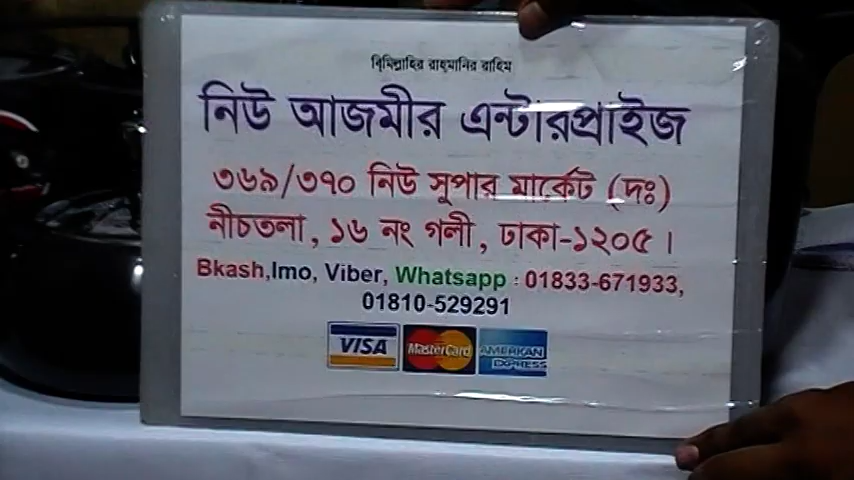 বিসমিল্লাহির রাহমানির রাহিম
নিউ আজমীর এন্টারপ্রাইজ
৩৬৯/৩৭০ নিউ সুপার মার্কেট (দঃ)
নীচতলা, ১৬ নং গলী, ঢাকা-১২০৫।
Bkash,Imo, Viber, Whatsapp : 01833-671933,
01810-529291
VISA MasterCard AMERICAN EXPRESS